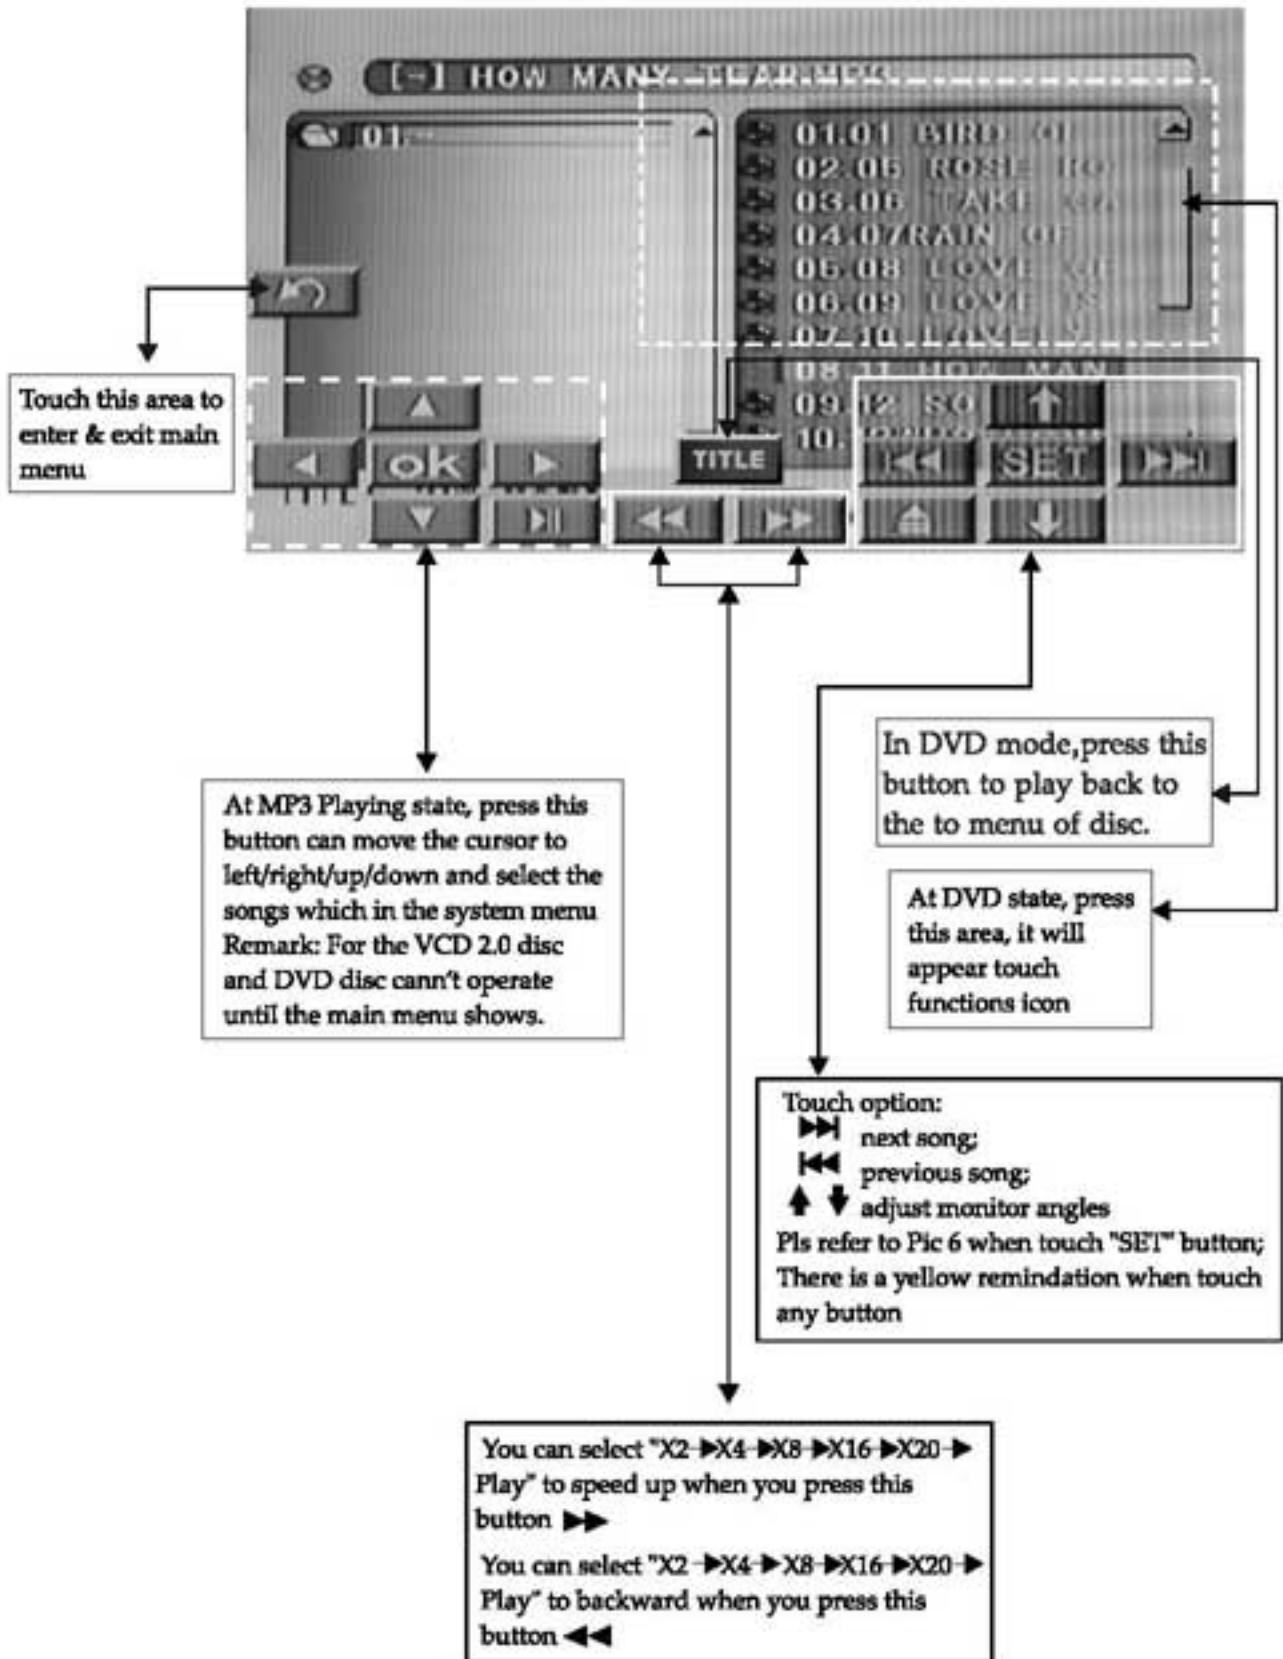 [-] HOW MANY
01.
01.01 BIRD OF
02.05 ROSE RO
03.06 TAKE
04.07RAIN OF
05.08 LOVE OF
06.09 LOVE IS
07.10 LOVELY
08.11 HOW MAN
09.12 SO
10.
ok
TITLE
SET
Touch this area to
enter & exit main
menu
In DVD mode,press this
button to play back to
the to menu of disc.
At MP3 Playing state, press this
button can move the cursor to
left/right/up/down and select the
songs which in the system menu
Remark: For the VCD 2.0 disc
and DVD disc cann't operate
until the main menu shows.
At DVD state, press
this area, it will
appear touch
functions icon
Touch option:
next song;
previous song;
adjust monitor angles
Pls refer to Pic 6 when touch "SET" button;
There is a yellow remindation when touch
any button
You can select "X2→X4→X8→X16→X20→
Play" to speed up when you press this
button ▶▶
You can select "X2→X4→X8→X16→X20→
Play" to backward when you press this
button ◀◀